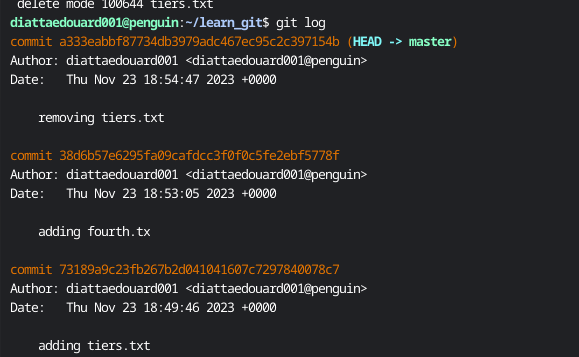 delete mode 100644 tiers.txt
diattaedouard001@penguin:~/learn_git$ git log
commit a333eabbf87734db3979adc467ec95c2c397154b (HEAD -> master)
Author: diattaedouard001 <diattaedouard001@penguin>
Date:   Thu Nov 23 18:54:47 2023 +0000
removing tiers.txt
commit 38d6b57e6295fa09cafdcc3f0f0c5fe2ebf5778f
Author: diattaedouard001 <diattaedouard001@penguin>
Date:   Thu Nov 23 18:53:05 2023 +0000
adding fourth.tx
commit 73189a9c23fb267b2d041041607c7297840078c7
Author: diattaedouard001 <diattaedouard001@penguin>
Date:   Thu Nov 23 18:49:46 2023 +0000
adding tiers.txt